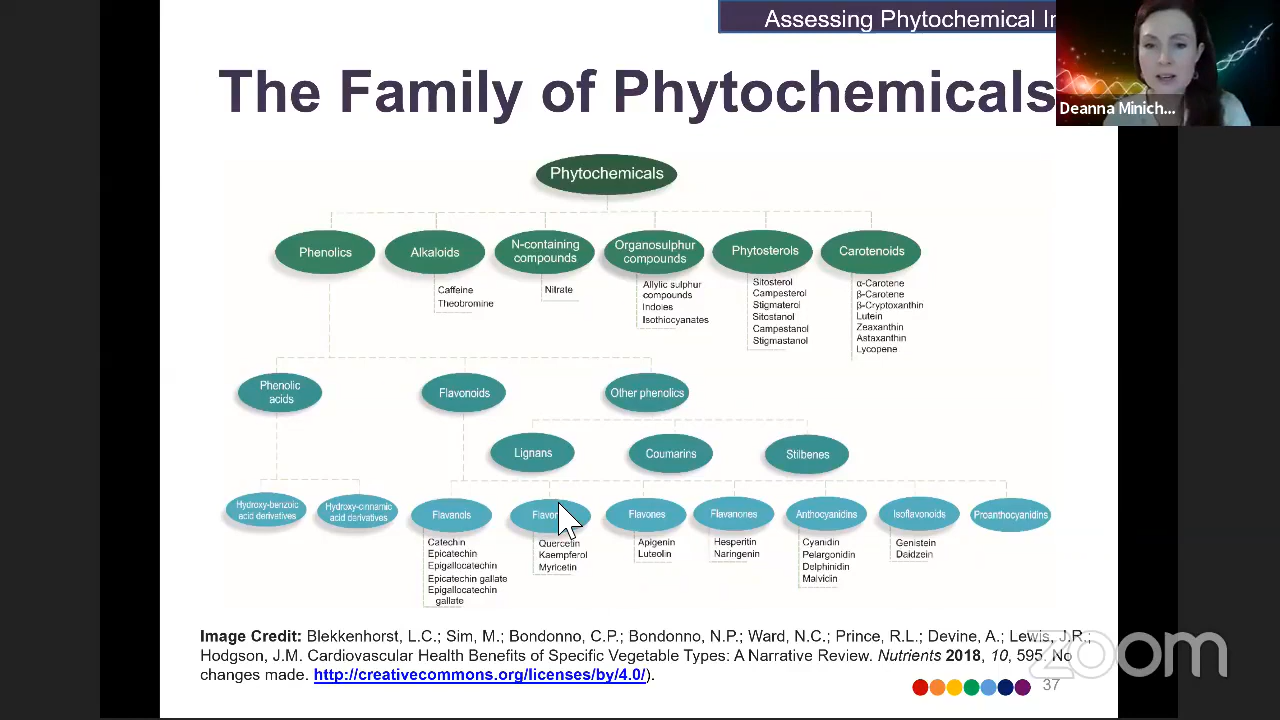 Assessing Phytochemical In
The Family of Phytochemicals
Deanna Minich...
Phytochemicals
Phenolics
Alkaloids
N-containing
compounds
Organosulphur
compounds
Phytosterols
Carotenoids
Caffeine
Theobromine
Nitrate
Allylic sulphur
compounds
Indoles
Isothiocyanates
Sitosterol
Campesterol
Stigmaterol
Sitostanol
Campestanol
Stigmastanol
α-Carotene
β-Carotene
β-Cryptoxanthin
Lutein
Zeaxanthin
Astaxanthin
Lycopene
Phenolic
acids
Flavonoids
Other phenolics
Lignans
Coumarins
Stilbenes
Hydroxy-benzoic
acid derivatives
Hydroxy-cinnamic
acid derivatives
Flavanols
Flavones
Flavanones
Anthocyanidins
Isoflavonoids
Proanthocyanidins
Catechin
Epicatechin
Epigallocatechin
Epicatechin gallate
Epigallocatechin
gallate
Quercetin
Kaempferol
Myricetin
Apigenin
Luteolin
Hesperitin
Naringenin
Cyanidin
Pelargonidin
Delphinidin
Malvicin
Genistein
Daidzein
Image Credit: Blekkenhorst, L.C.; Sim, M.; Bondonno, C.P.; Bondonno, N.P.; Ward, N.C.; Prince, R.L.; Devine, A.; Lewis, J.R.;
Hodgson, J.M. Cardiovascular Health Benefits of Specific Vegetable Types: A Narrative Review. Nutrients 2018, 10, 595. No
changes made. http://creativecommons.org/licenses/by/4.0/).
zoom
37